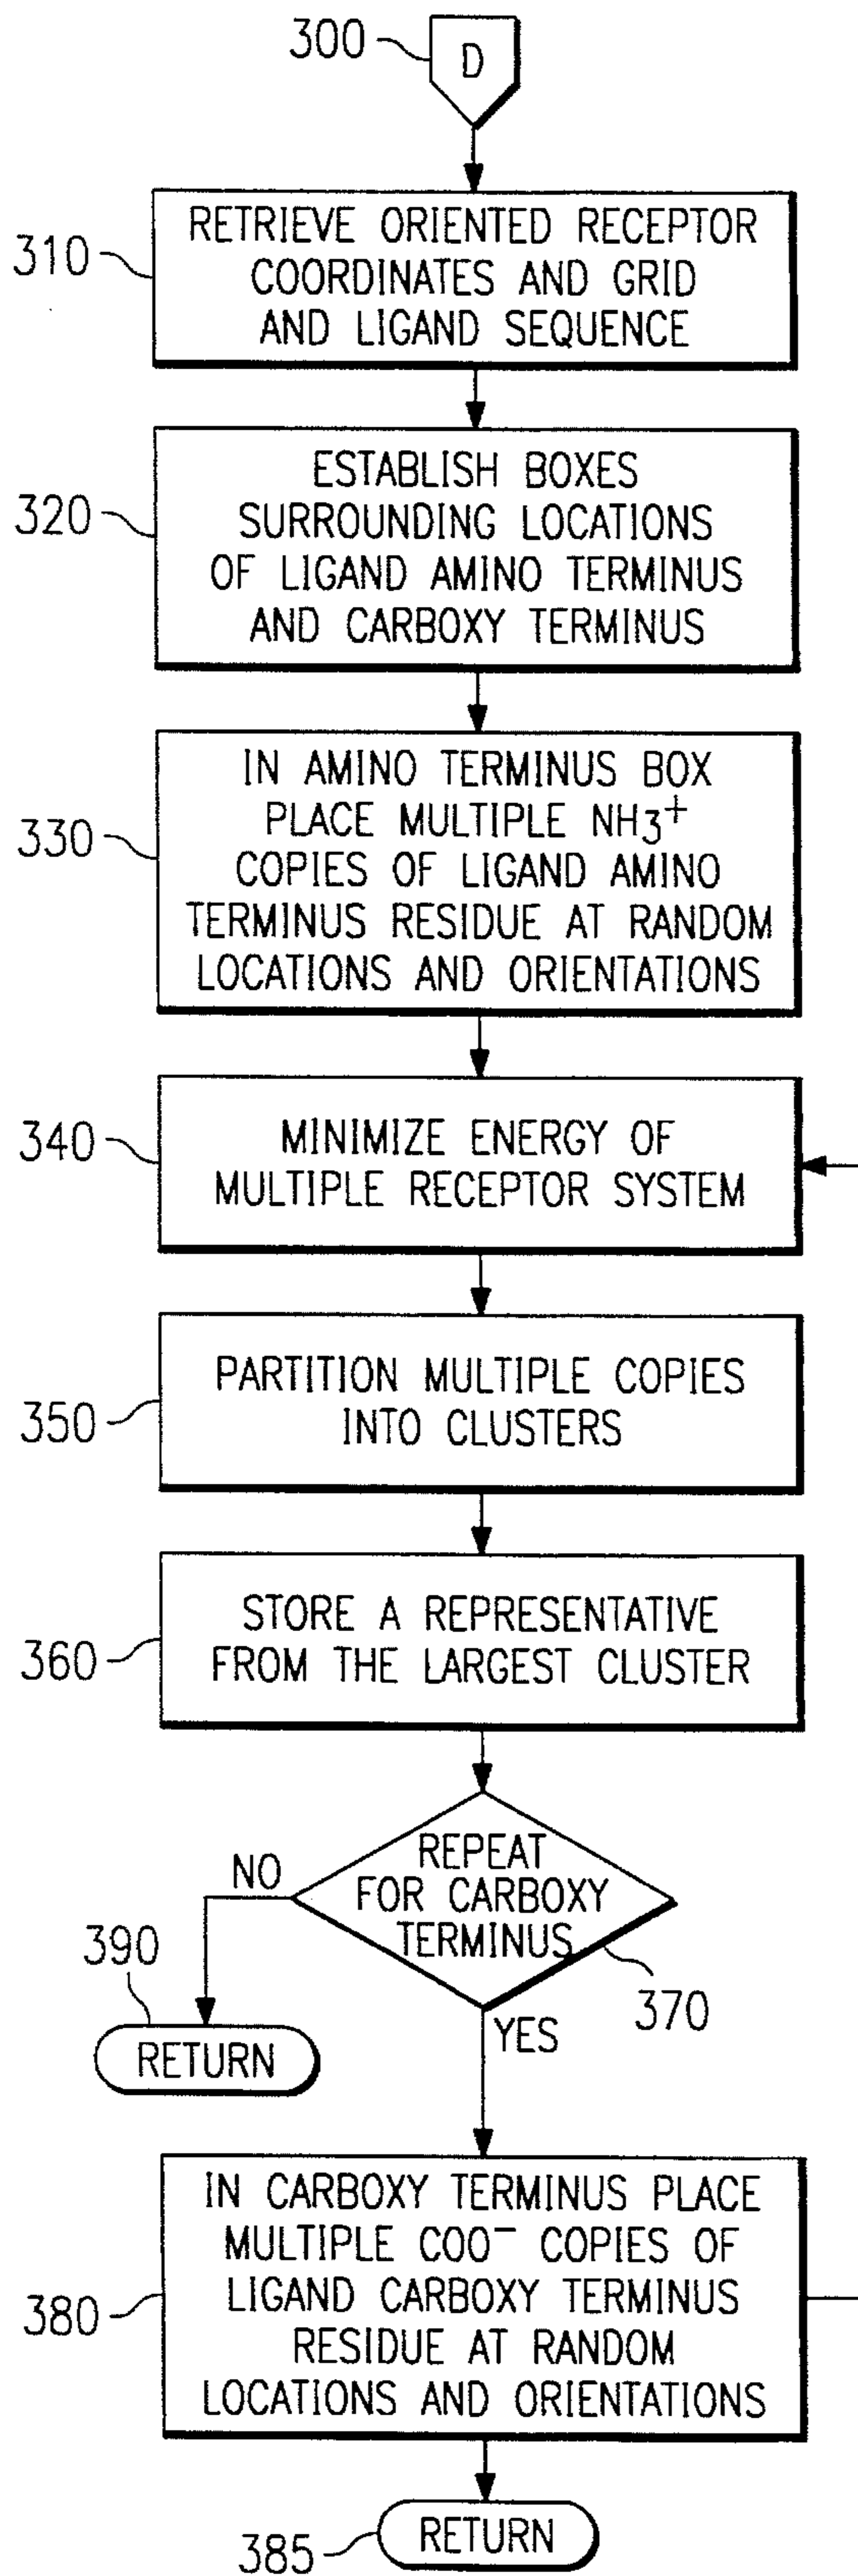 300
D
310
RETRIEVE ORIENTED RECEPTOR
COORDINATES AND GRID
AND LIGAND SEQUENCE
320
ESTABLISH BOXES
SURROUNDING LOCATIONS
OF LIGAND AMINO TERMINUS
AND CARBOXY TERMINUS
330
IN AMINO TERMINUS BOX
PLACE MULTIPLE NH₃⁺
COPIES OF LIGAND AMINO
TERMINUS RESIDUE AT RANDOM
LOCATIONS AND ORIENTATIONS
340
MINIMIZE ENERGY OF
MULTIPLE RECEPTOR SYSTEM
350
PARTITION MULTIPLE COPIES
INTO CLUSTERS
360
STORE A REPRESENTATIVE
FROM THE LARGEST CLUSTER
REPEAT
FOR CARBOXY
TERMINUS
370
NO
390
RETURN
YES
380
IN CARBOXY TERMINUS PLACE
MULTIPLE COO⁻ COPIES OF
LIGAND CARBOXY TERMINUS
RESIDUE AT RANDOM
LOCATIONS AND ORIENTATIONS
385
RETURN